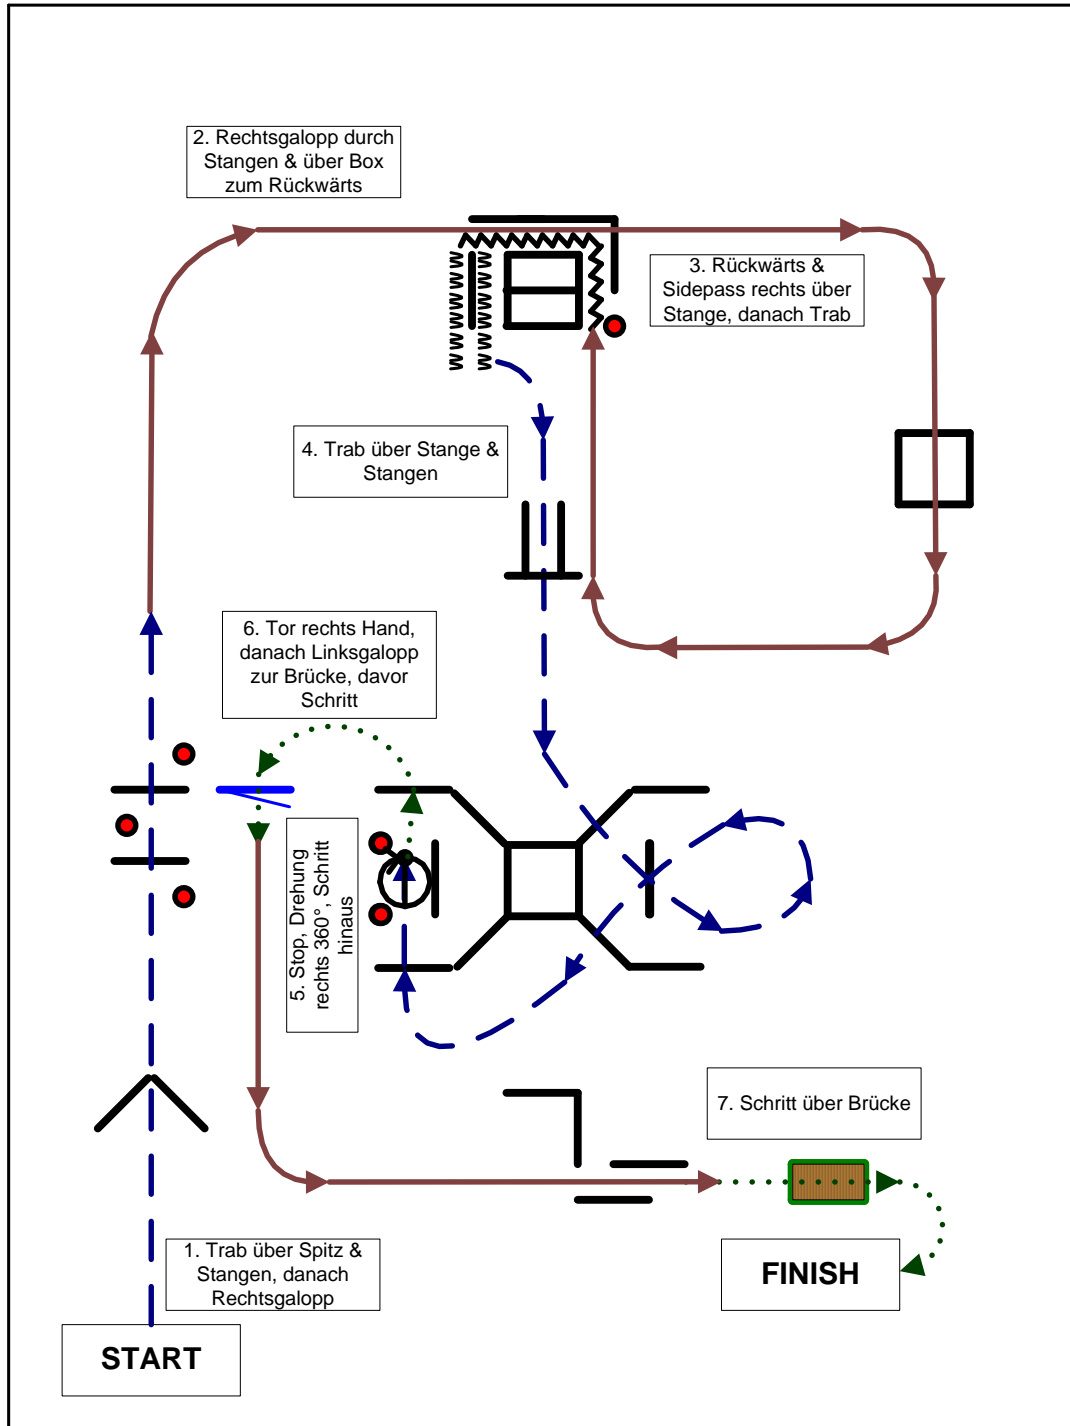 2. Rechtsgalopp durch
Stangen & über Box
zum Rückwärts
3. Rückwärts &
Sidepass rechts über
Stange, danach Trab
4. Trab über Stange &
Stangen
6. Tor rechts Hand,
danach Linksgalopp
zur Brücke, davor
Schritt
5. Stop, Drehung
rechts 360°, Schritt
hinaus
7. Schritt über Brücke
1. Trab über Spitz &
Stangen, danach
Rechtsgalopp
FINISH
START